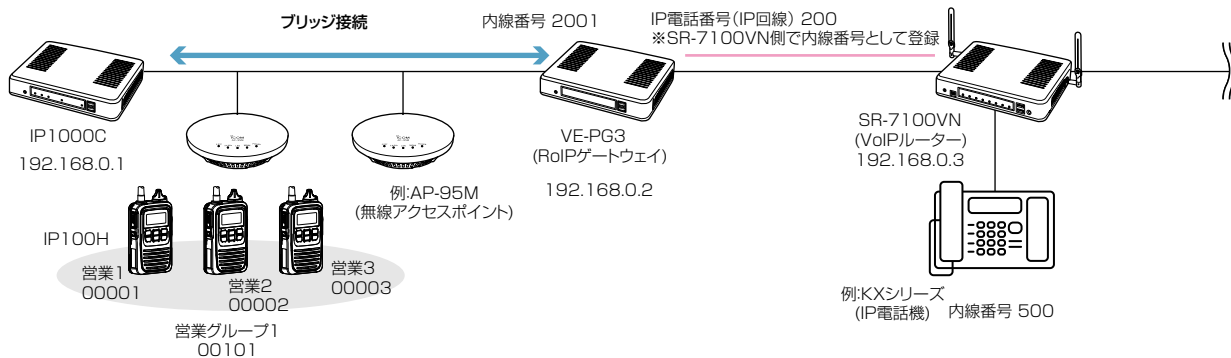 ブリッジ接続
内線番号 2001
IP電話番号(IP回線) 200
※SR-7100VN側で内線番号として登録
IP1000C
192.168.0.1
VE-PG3
(RoIPゲートウェイ)
192.168.0.2
SR-7100VN
(VoIPルーター)
192.168.0.3
例:AP-95M
(無線アクセスポイント)
IP100H
営業1
00001
営業2
00002
営業3
00003
営業グループ1
00101
例:KXシリーズ
(IP電話機)
内線番号 500